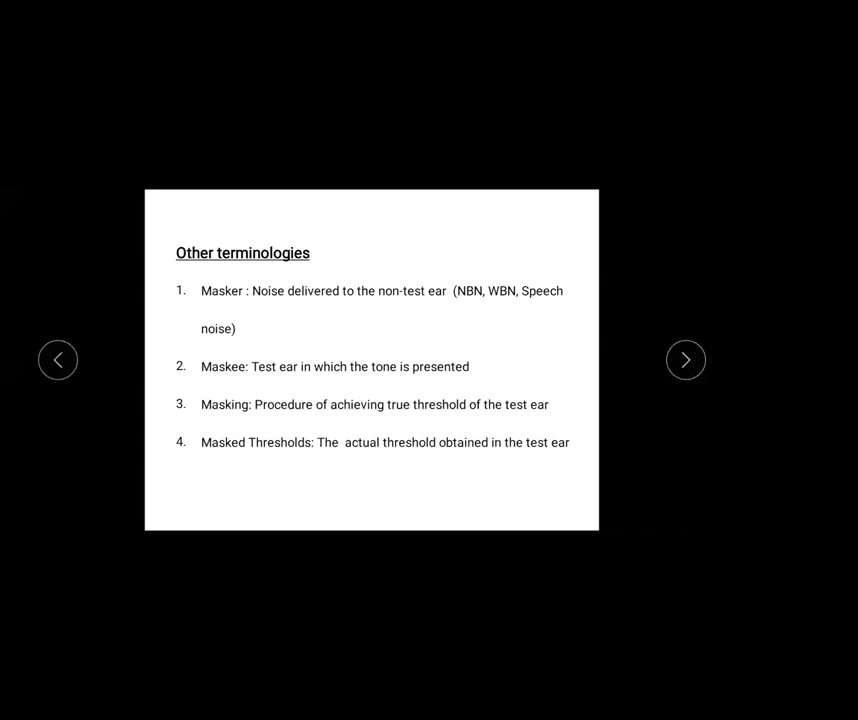 Other terminologies
1. Masker : Noise delivered to the non-test ear  (NBN, WBN, Speech
noise)
2. Maskee: Test ear in which the tone is presented
3. Masking: Procedure of achieving true threshold of the test ear
4. Masked Thresholds: The  actual threshold obtained in the test ear